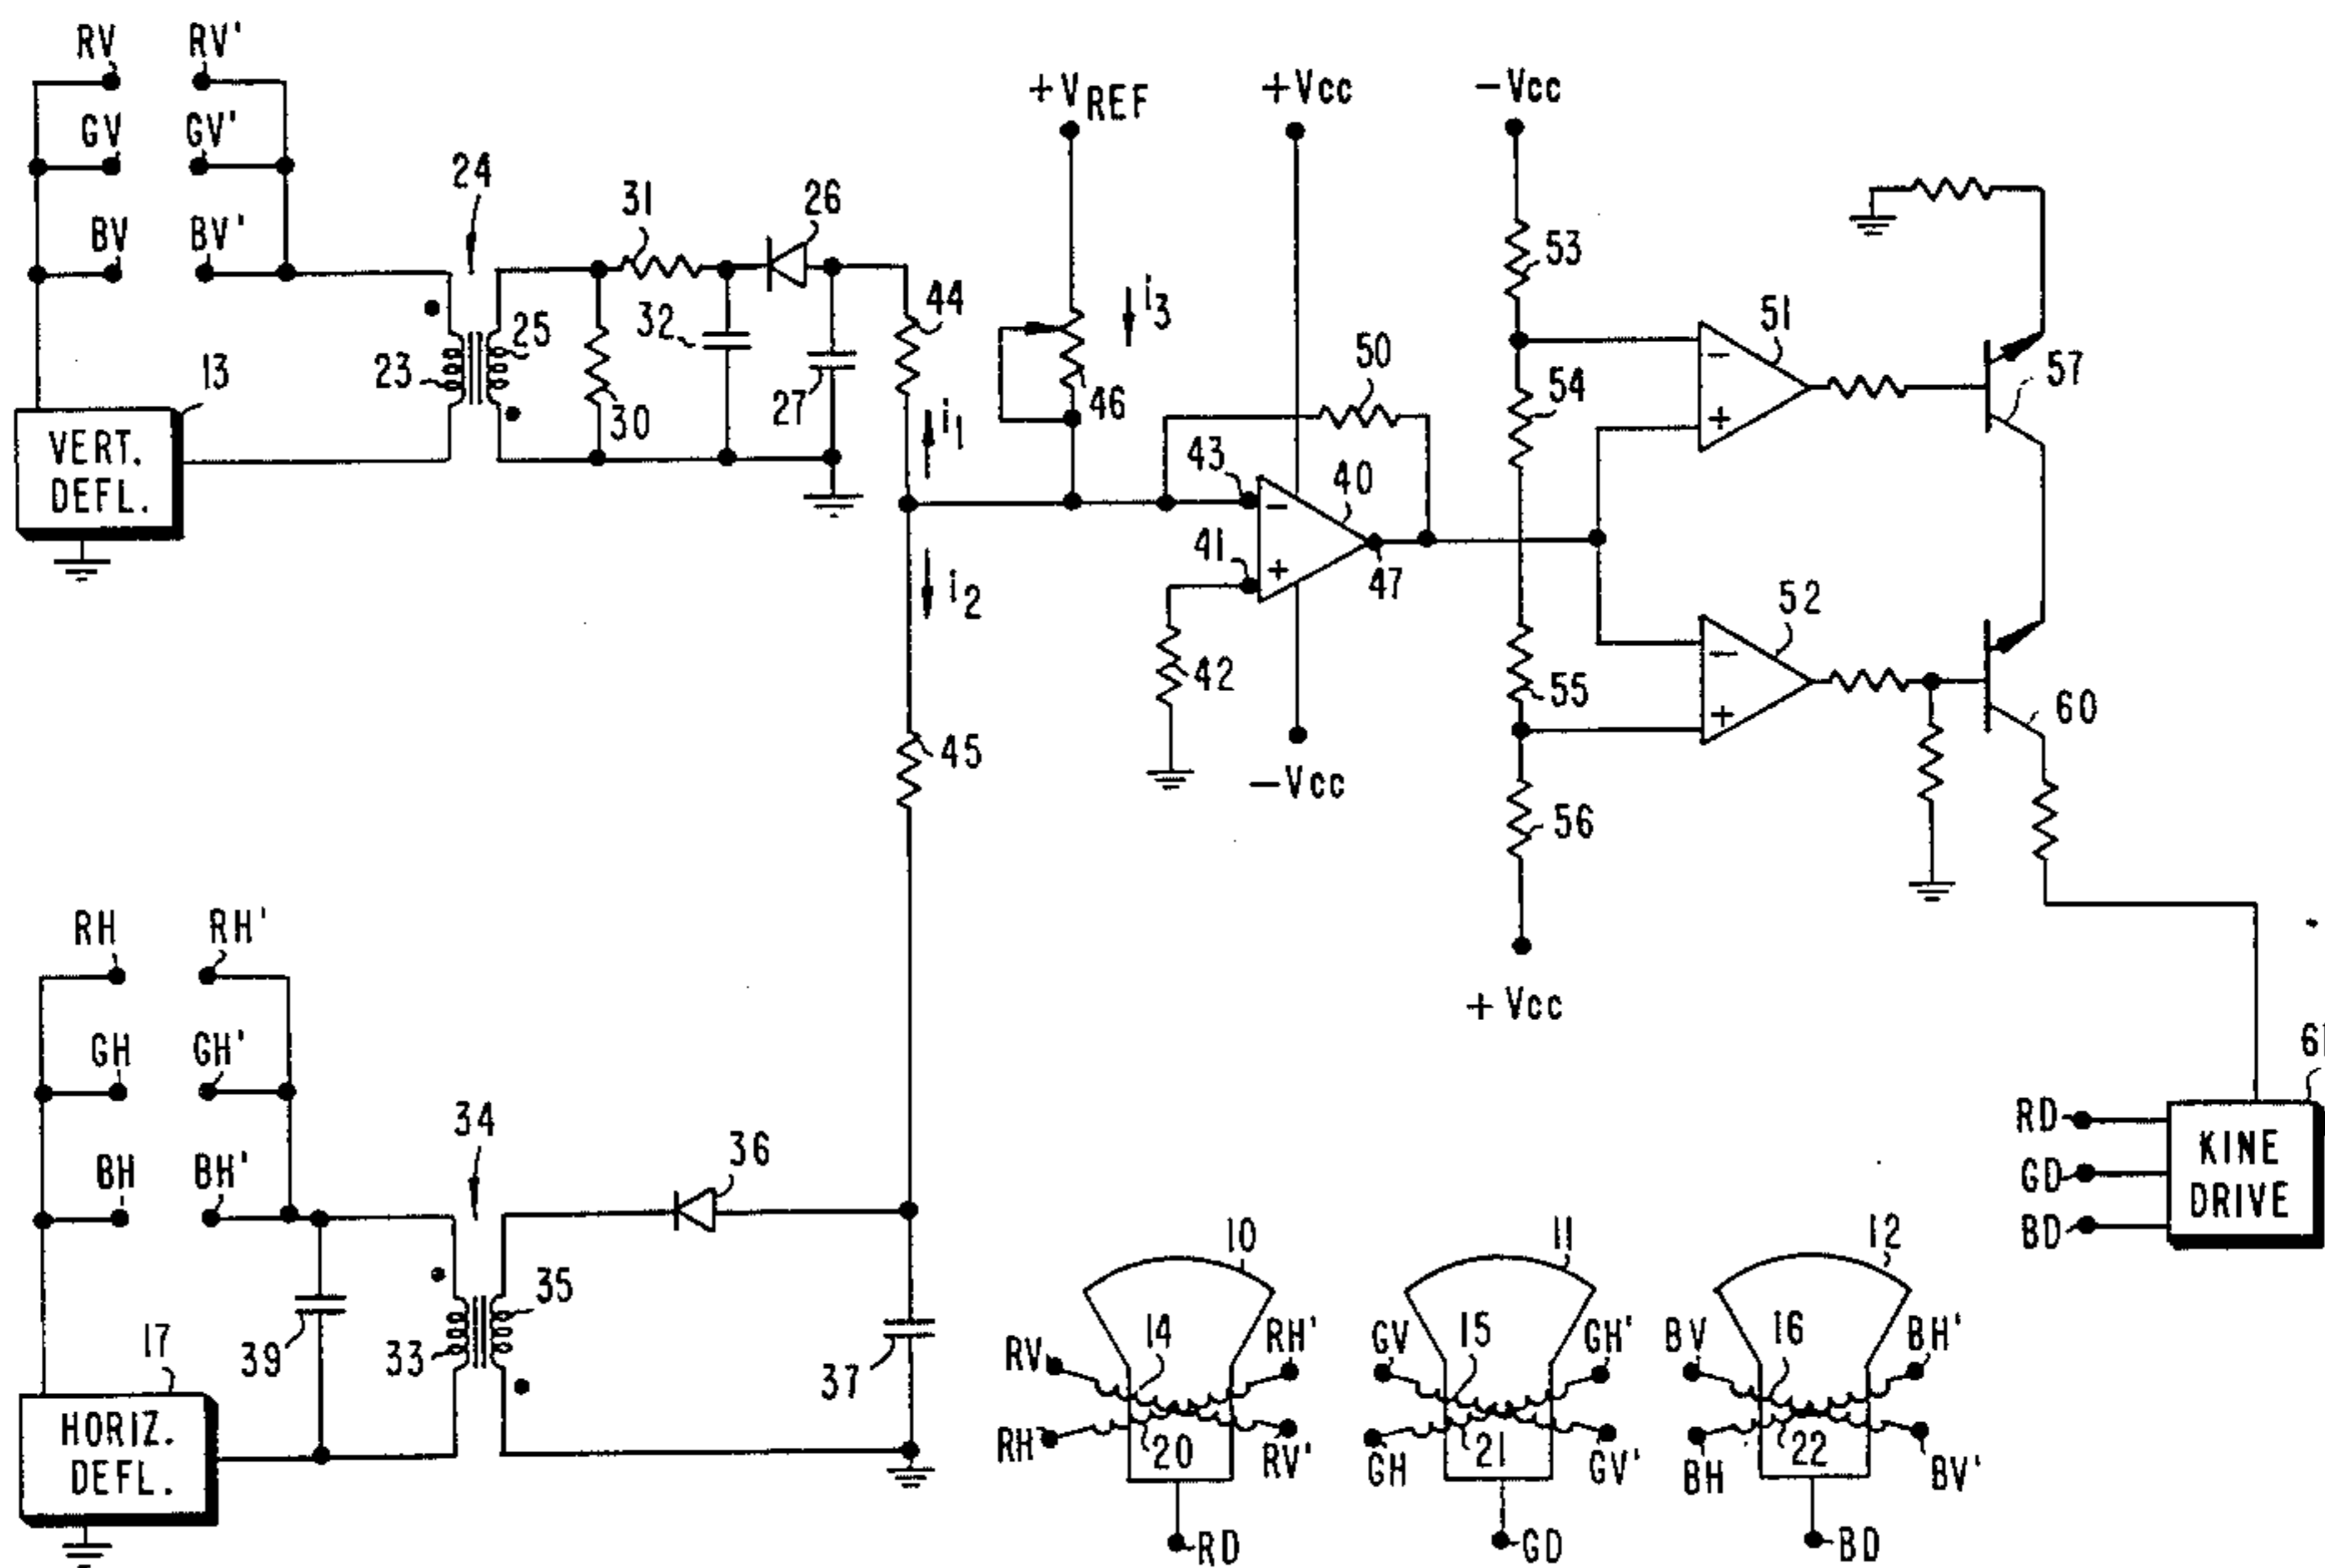 RV RV'
GV GV'
BV BV'
24
31
26
32
27
30
23
25
13
VERT.
DEFL.
44
i1
i2
+VREF
i3
46
+Vcc
50
43
−
40
41
+
47
42
−Vcc
45
−Vcc
53
54
55
56
+Vcc
51
−
+
52
−
+
57
60
RH RH'
GH GH'
BH BH'
34
36
35
33
39
37
17
HORIZ.
DEFL.
61
KINE
DRIVE
RD
GD
BD
10
14
RV
RH'
RH
20
RV'
RD
11
15
GV
GH'
GH
21
GV'
GD
12
16
BV
BH'
BH
22
BV'
BD